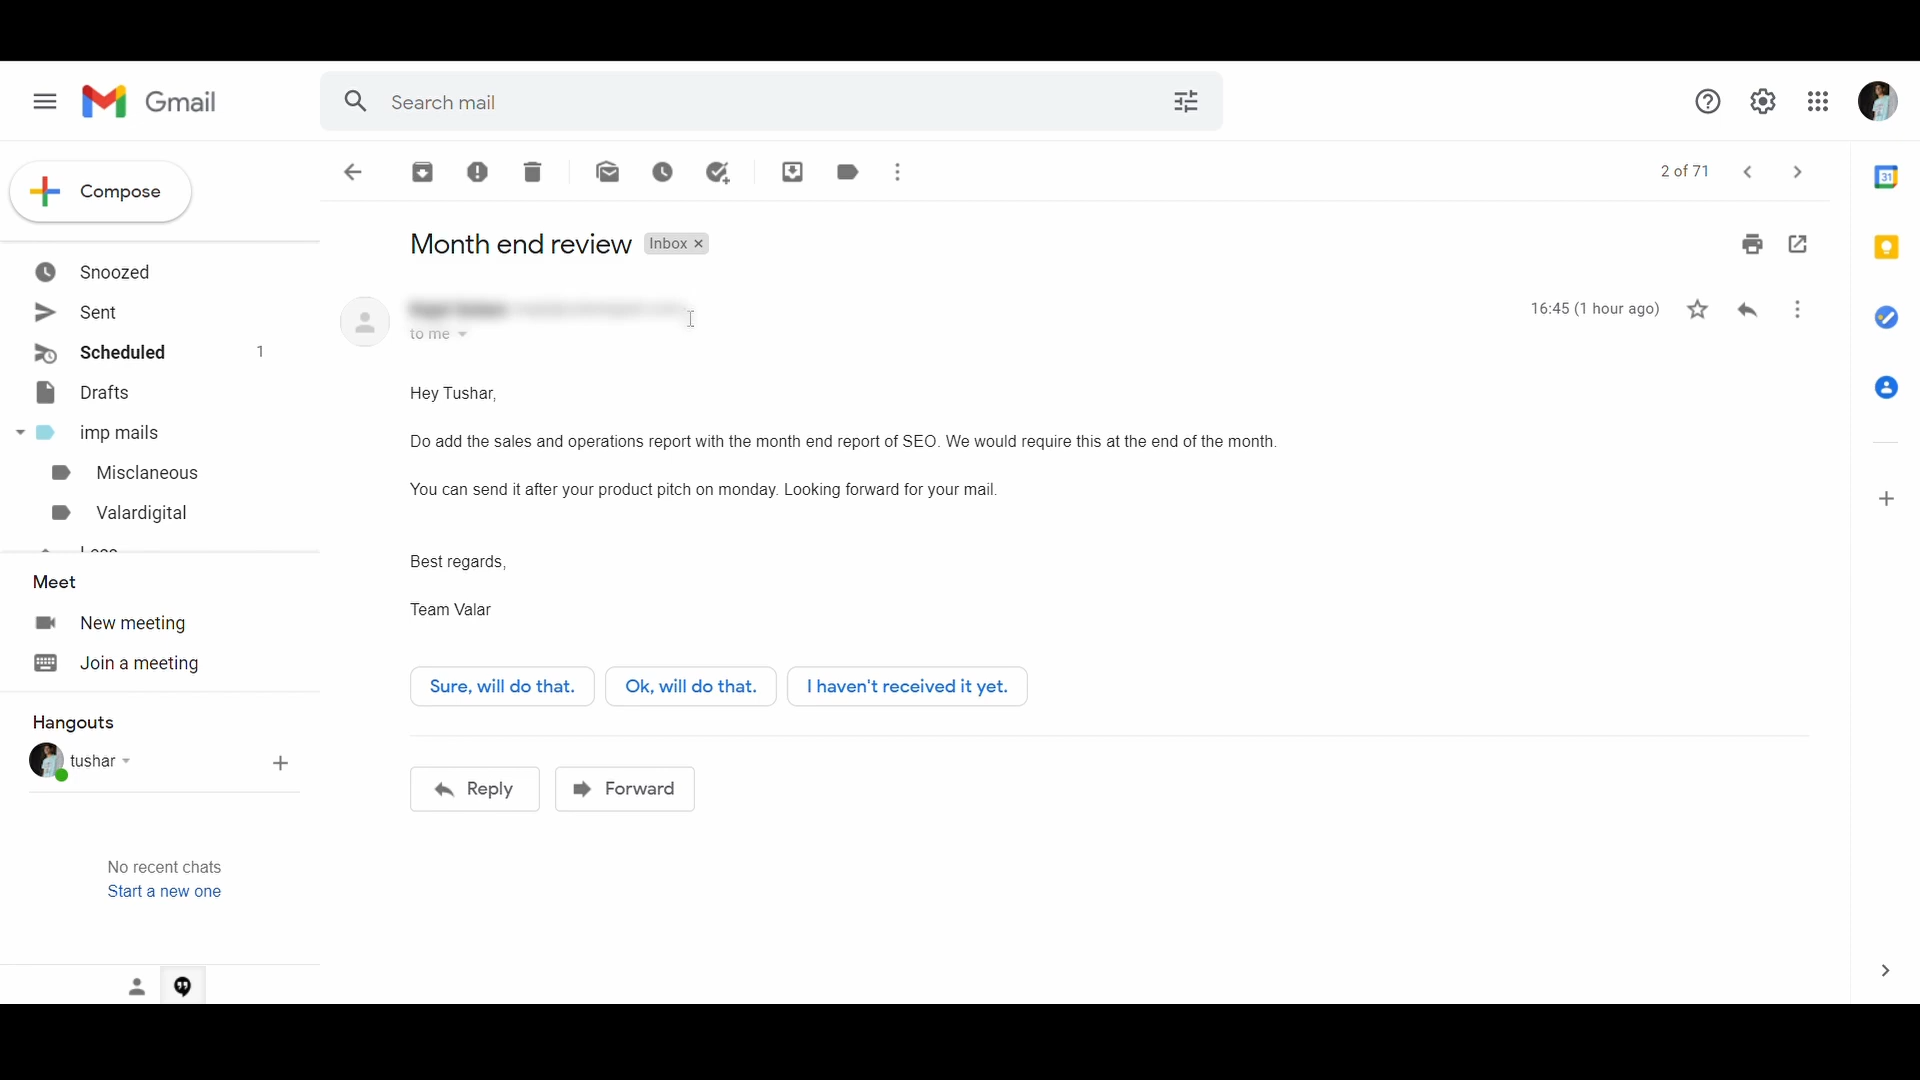 Gmail
Search mail
Compose
2 of 71
Snoozed
Sent
Scheduled 1
Drafts
imp mails
Misclaneous
Valardigital
Meet
New meeting
Join a meeting
Hangouts
tushar
No recent chats
Start a new one
Month end review Inbox ×
16:45 (1 hour ago)
to me
Hey Tushar,
Do add the sales and operations report with the month end report of SEO. We would require this at the end of the month.
You can send it after your product pitch on monday. Looking forward for your mail.
Best regards,
Team Valar
Sure, will do that. Ok, will do that. I haven't received it yet.
Reply Forward
31